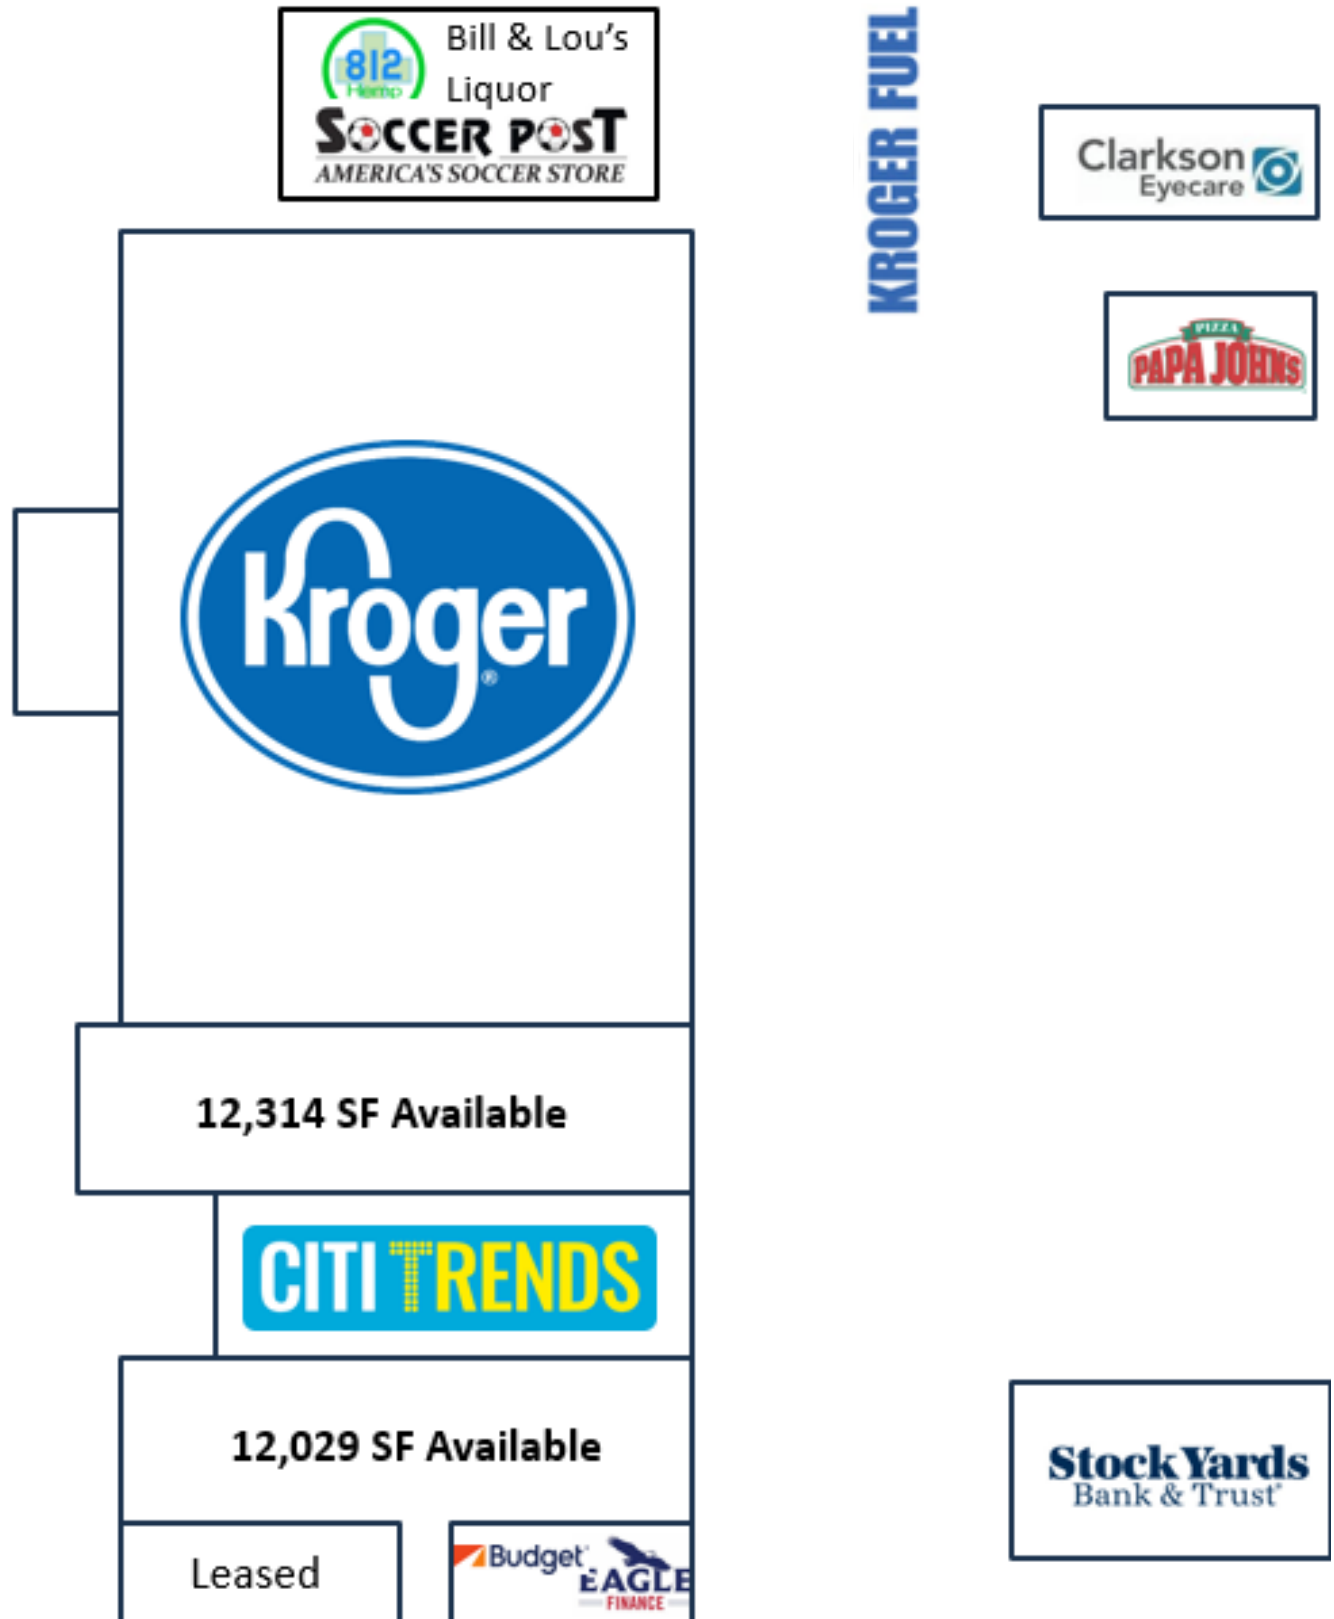 812
Hemp
Bill & Lou's
Liquor
SOCCER POST
AMERICA'S SOCCER STORE
KROGER FUEL
Clarkson
Eyecare
PIZZA
PAPA JOHNS
Kroger
®
12,314 SF Available
CITI TRENDS
12,029 SF Available
Stock Yards
Bank & Trust
Leased
Budget
EAGLE
FINANCE